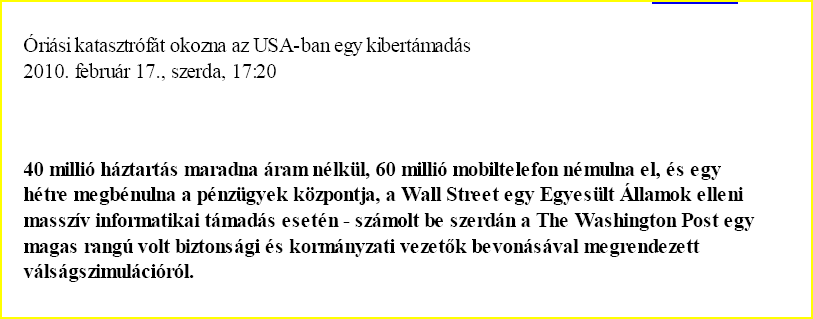 Óriási katasztrófát okozna az USA-ban egy kibertámadás
2010. február 17., szerda, 17:20
40 millió háztartás maradna áram nélkül, 60 millió mobiltelefon némulna el, és egy
hétre megbénulna a pénzügyek központja, a Wall Street egy Egyesült Államok elleni
masszív informatikai támadás esetén - számolt be szerdán a The Washington Post egy
magas rangú volt biztonsági és kormányzati vezetők bevonásával megrendezett
válságszimulációról.